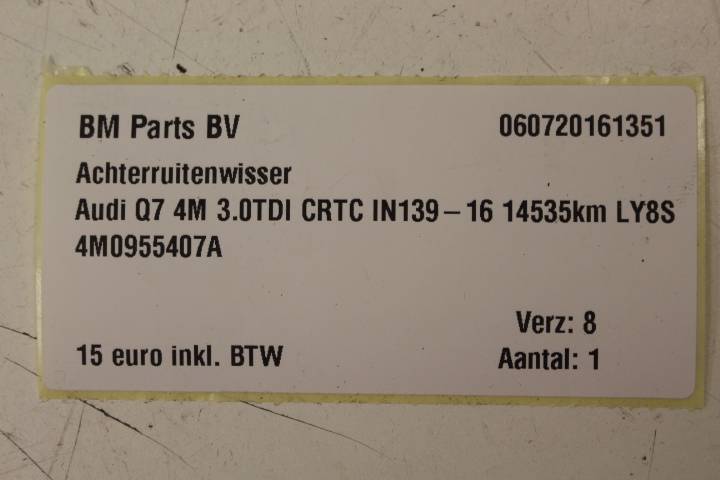 BM Parts BV 060720161351
Achterruitenwisser
Audi Q7 4M 3.0TDI CRTC IN139 – 16 14535km LY8S
4M0955407A
Verz: 8
15 euro inkl. BTW Aantal: 1